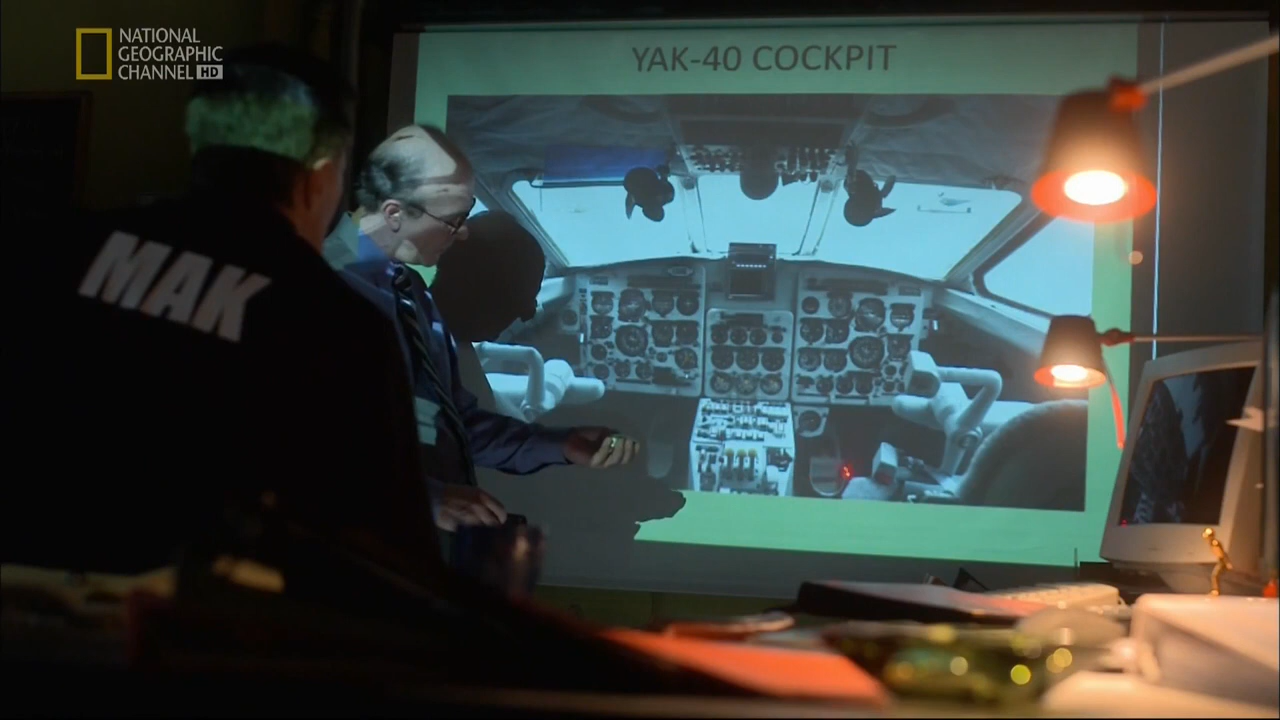 NATIONAL
GEOGRAPHIC
CHANNEL HD
YAK-40 COCKPIT
MAK